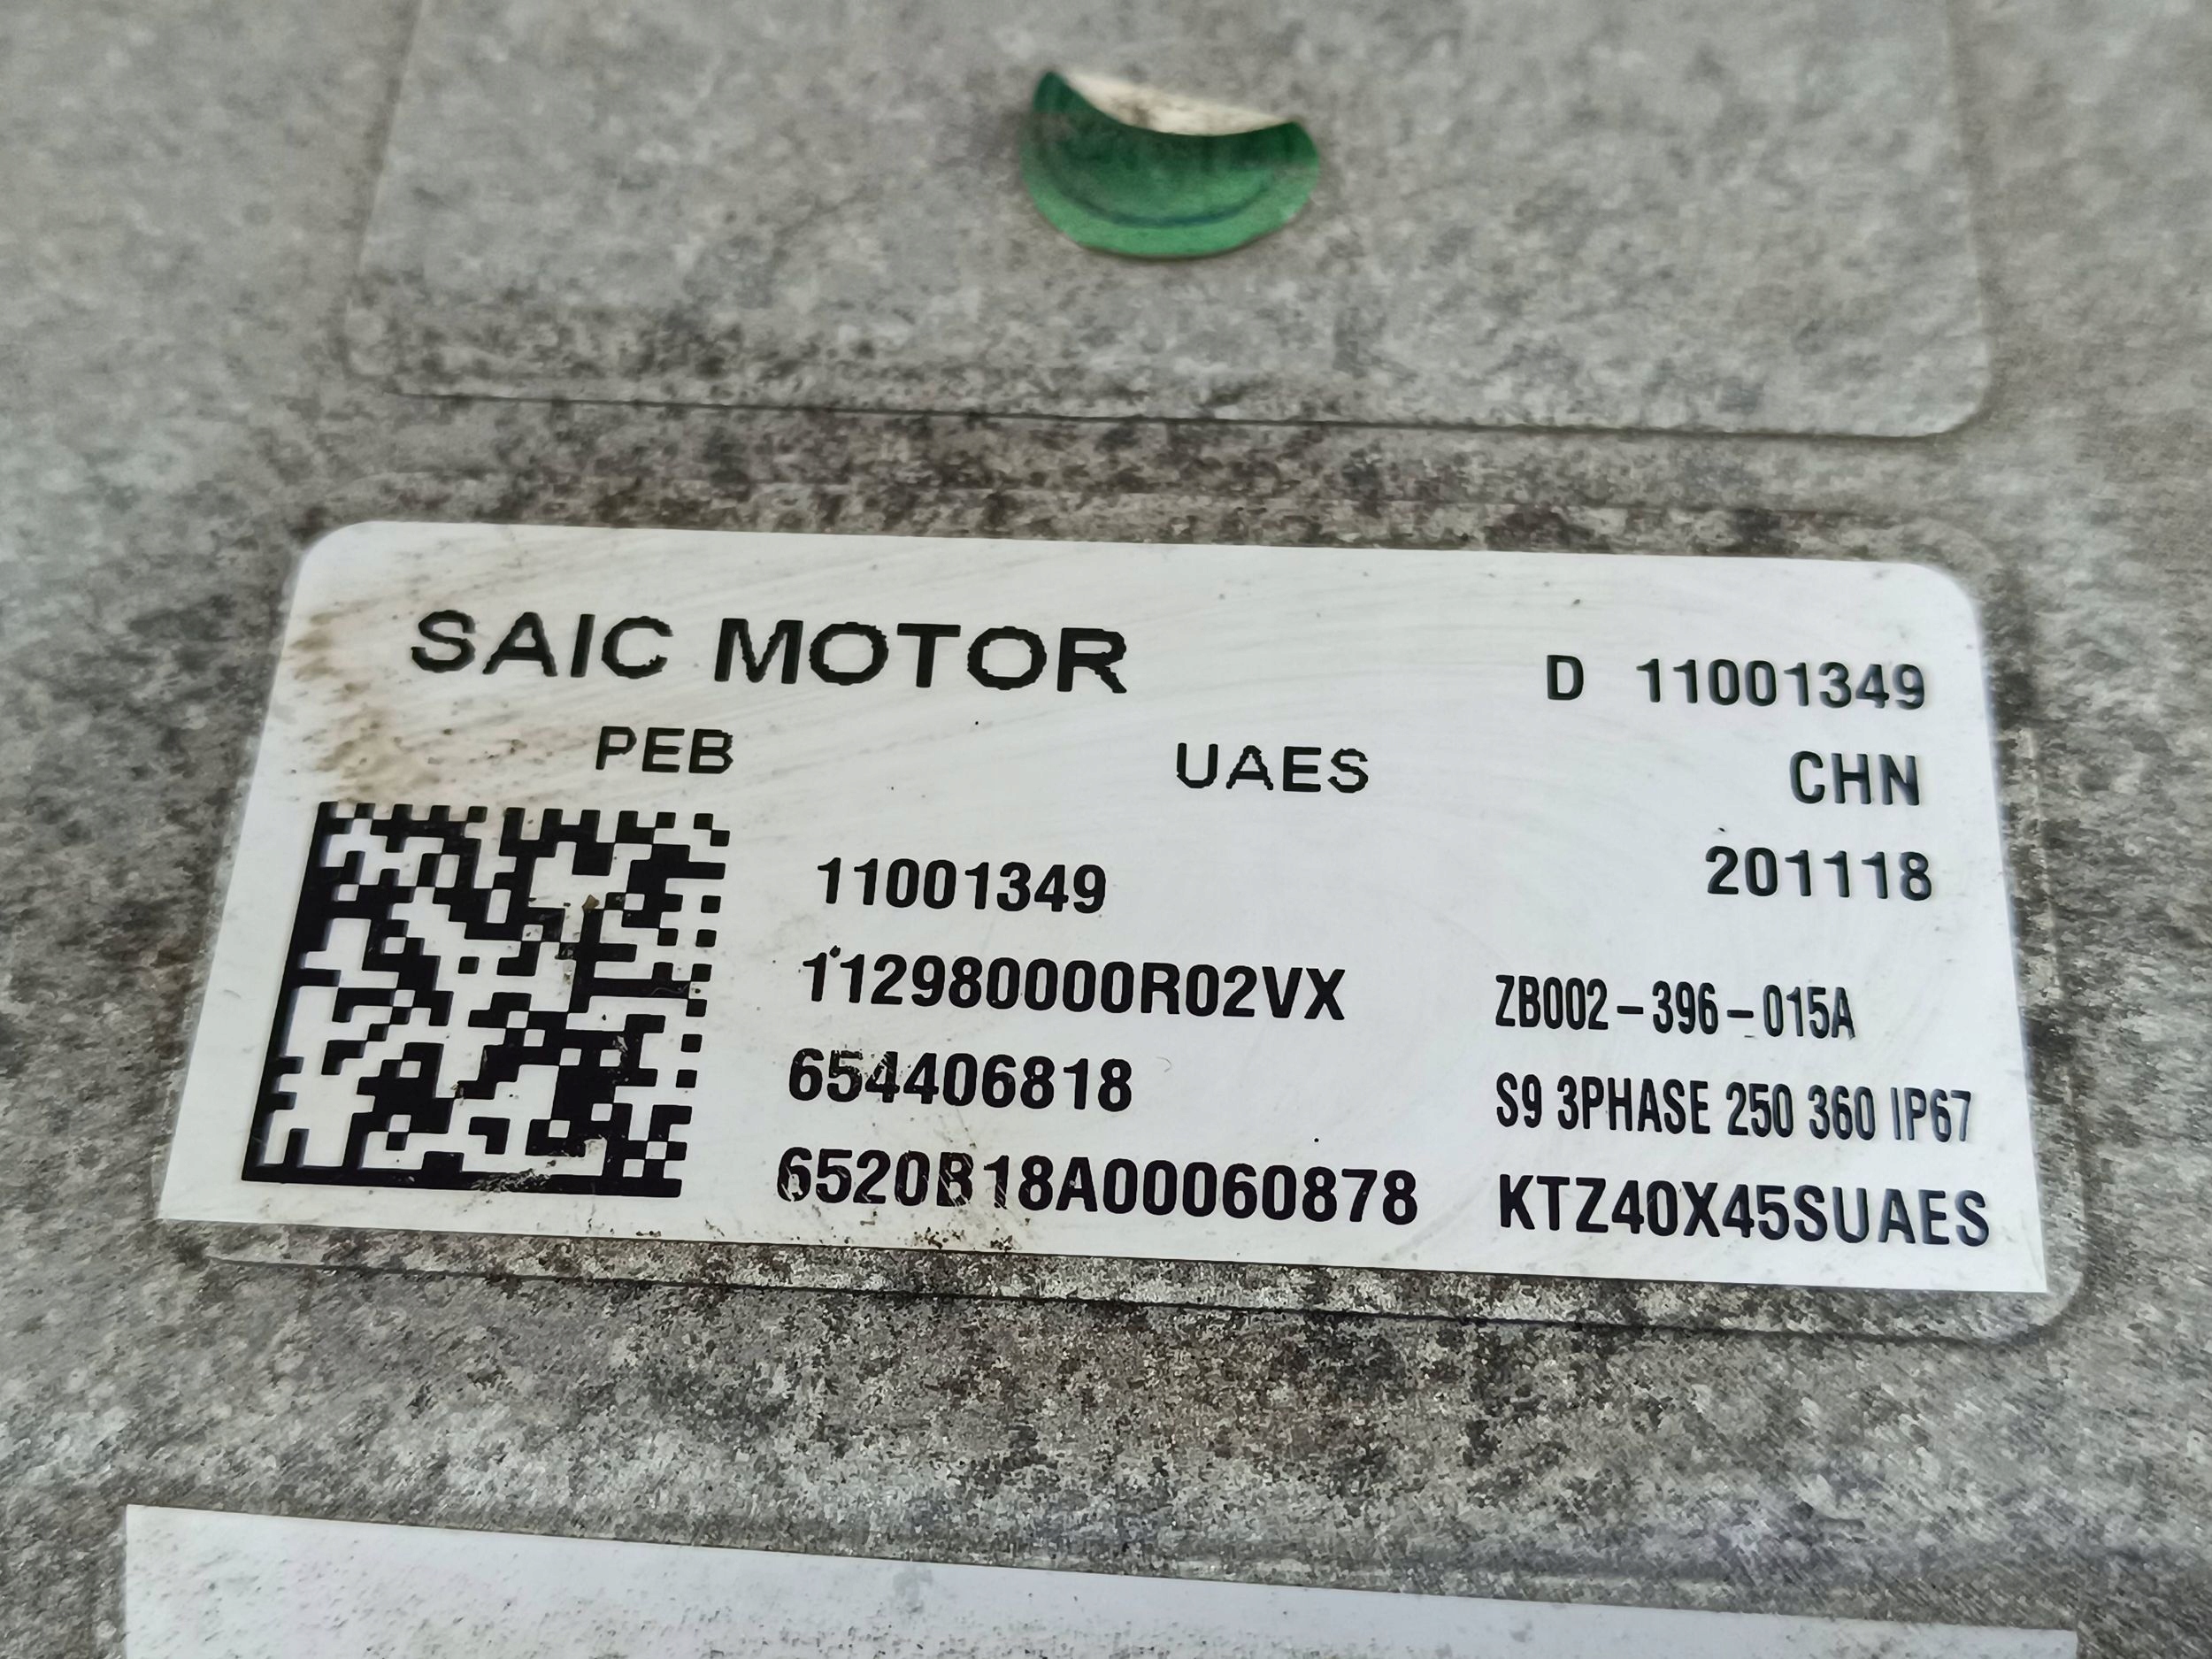 SAIC MOTOR
D 11001349
PEB UAES CHN
11001349 201118
112980000R02VX ZB002-396-015A
654406818 S9 3PHASE 250 360 IP67
6520B18A00060878 KTZ40X45SUAES